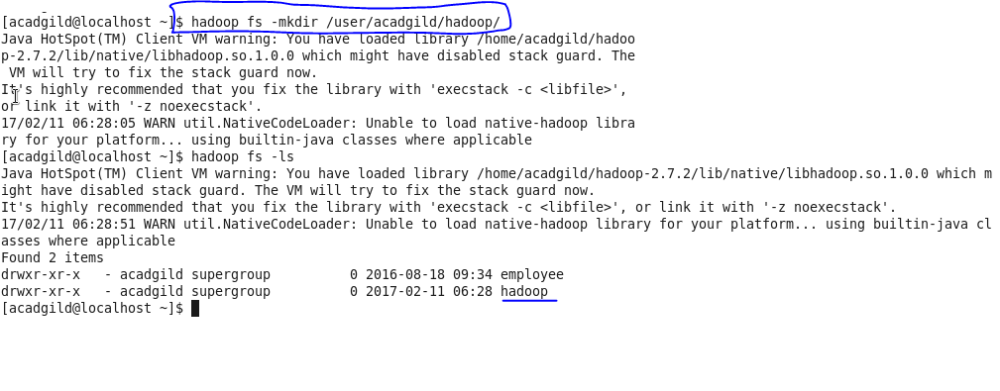 [acadgild@localhost ~]$ hadoop fs -mkdir /user/acadgild/hadoop/
Java HotSpot(TM) Client VM warning: You have loaded library /home/acadgild/hadoo
p-2.7.2/lib/native/libhadoop.so.1.0.0 which might have disabled stack guard. The
 VM will try to fix the stack guard now.
It's highly recommended that you fix the library with 'execstack -c <libfile>',
or link it with '-z noexecstack'.
17/02/11 06:28:05 WARN util.NativeCodeLoader: Unable to load native-hadoop libra
ry for your platform... using builtin-java classes where applicable
[acadgild@localhost ~]$ hadoop fs -ls
Java HotSpot(TM) Client VM warning: You have loaded library /home/acadgild/hadoop-2.7.2/lib/native/libhadoop.so.1.0.0 which m
ight have disabled stack guard. The VM will try to fix the stack guard now.
It's highly recommended that you fix the library with 'execstack -c <libfile>', or link it with '-z noexecstack'.
17/02/11 06:28:51 WARN util.NativeCodeLoader: Unable to load native-hadoop library for your platform... using builtin-java cl
asses where applicable
Found 2 items
drwxr-xr-x   - acadgild supergroup          0 2016-08-18 09:34 employee
drwxr-xr-x   - acadgild supergroup          0 2017-02-11 06:28 hadoop
[acadgild@localhost ~]$